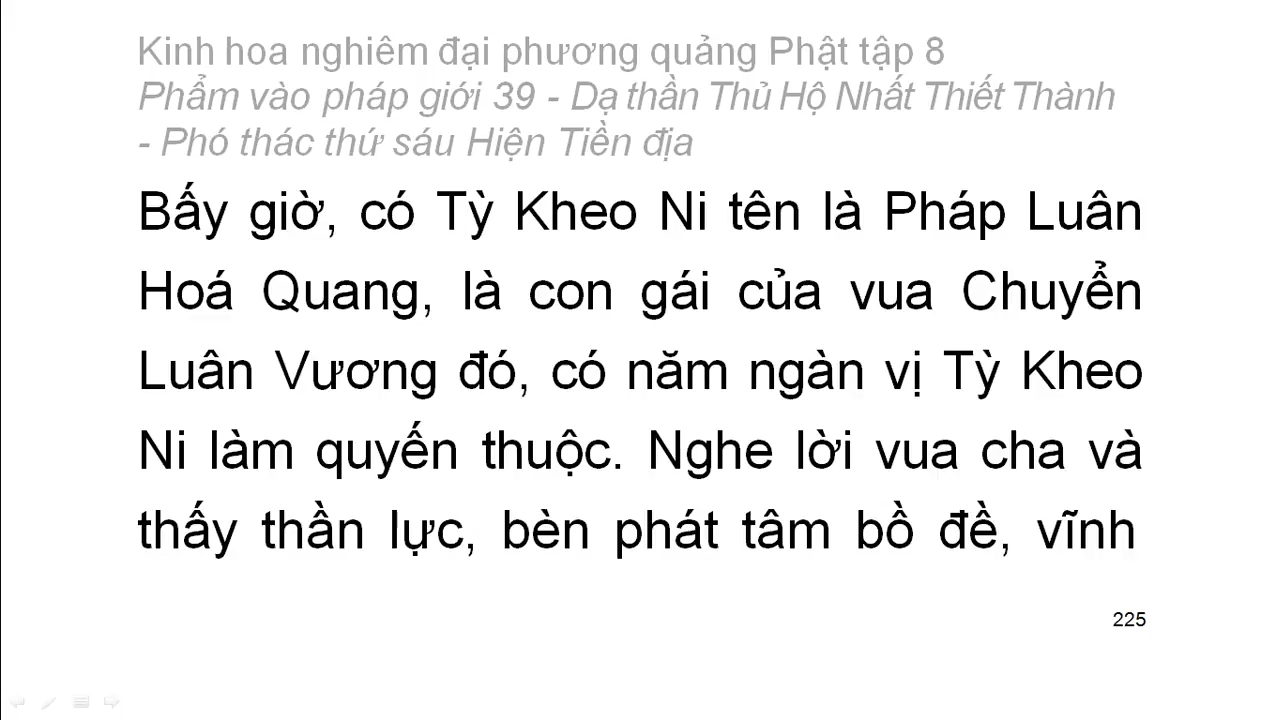 Kinh hoa nghiêm đại phương quảng Phật tập 8
Phẩm vào pháp giới 39 - Dạ thần Thủ Hộ Nhất Thiết Thành
- Phó thác thứ sáu Hiện Tiền địa
Bấy giờ, có Tỳ Kheo Ni tên là Pháp Luân
Hoá Quang, là con gái của vua Chuyển
Luân Vương đó, có năm ngàn vị Tỳ Kheo
Ni làm quyến thuộc. Nghe lời vua cha và
thấy thần lực, bèn phát tâm bồ đề, vĩnh
225